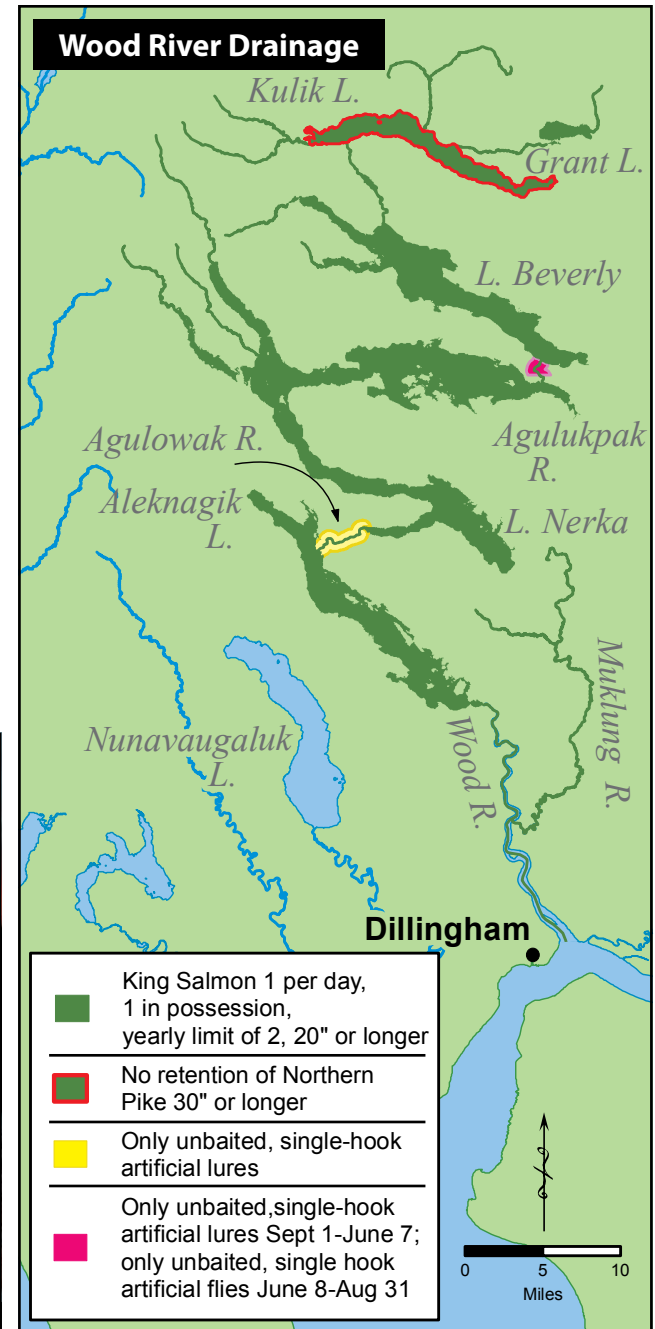 Wood River Drainage
Kulik L.
Grant L.
L. Beverly
Agulukpak
R.
Agulowak R.
Aleknagik
L.
L. Nerka
Muklung R.
Nunavaugaluk
L.
Wood R.
Dillingham
King Salmon 1 per day,
1 in possession,
yearly limit of 2, 20" or longer
No retention of Northern
Pike 30" or longer
Only unbaited, single-hook
artificial lures
Only unbaited,single-hook
artificial lures Sept 1-June 7;
only unbaited, single hook
artificial flies June 8-Aug 31
0 5 10
Miles